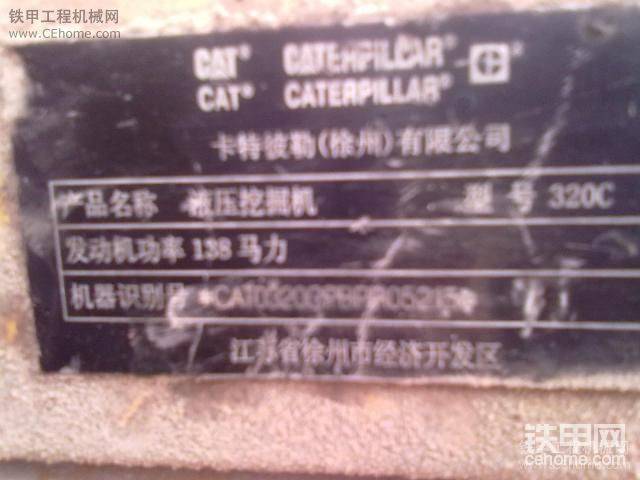 铁甲工程机械网
www.CEhome.com
CAT® CATERPILLAR®
CAT® CATERPILLAR®
卡特彼勒(徐州)有限公司
产品名称 液压挖掘机 型号 320C
发动机功率 138 马力
机器识别号
江苏省徐州市经济开发区
铁甲网
cehome.com